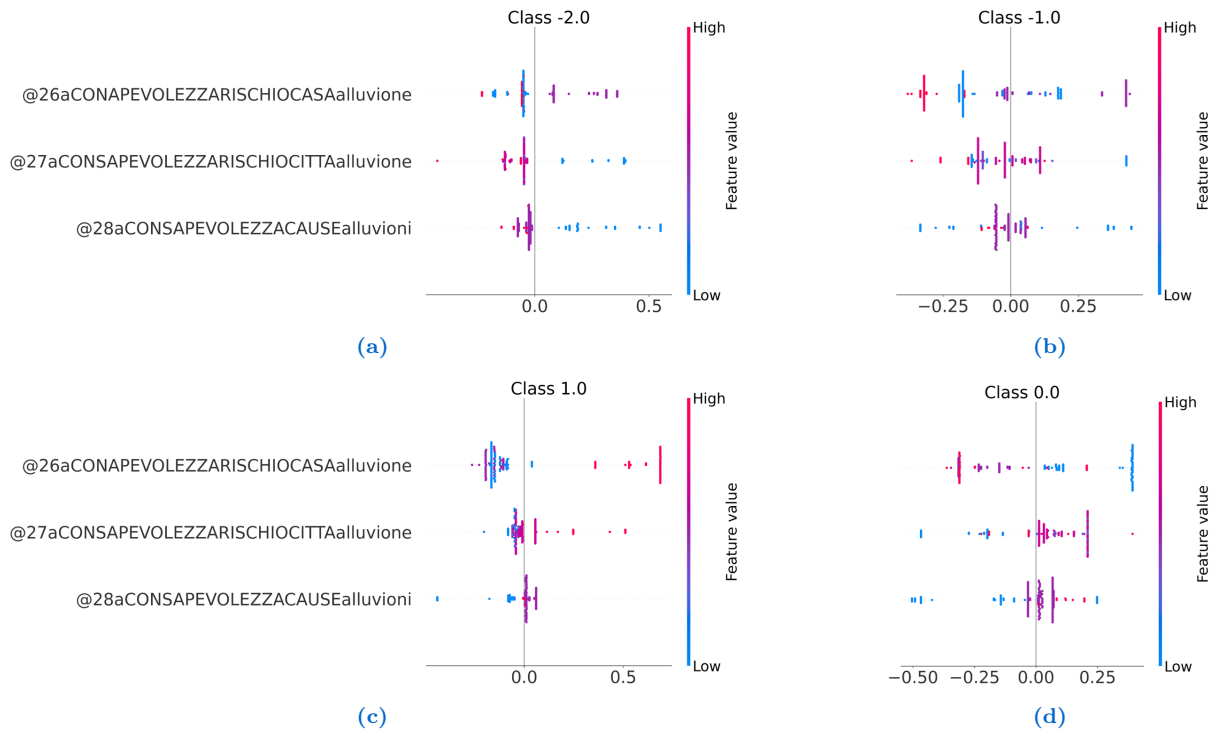 Class -2.0
High
@26aCONAPEVOLEZZARISCHIOCASAalluvione
@27aCONSAPEVOLEZZARISCHIOCITTAalluvione
@28aCONSAPEVOLEZZACAUSEalluvioni
Feature value
Low
0.0 0.5
(a)
Class -1.0
High
Feature value
Low
−0.25 0.00 0.25
(b)
Class 1.0
High
@26aCONAPEVOLEZZARISCHIOCASAalluvione
@27aCONSAPEVOLEZZARISCHIOCITTAalluvione
@28aCONSAPEVOLEZZACAUSEalluvioni
Feature value
Low
0.0 0.5
(c)
Class 0.0
High
Feature value
Low
−0.50 −0.25 0.00 0.25
(d)